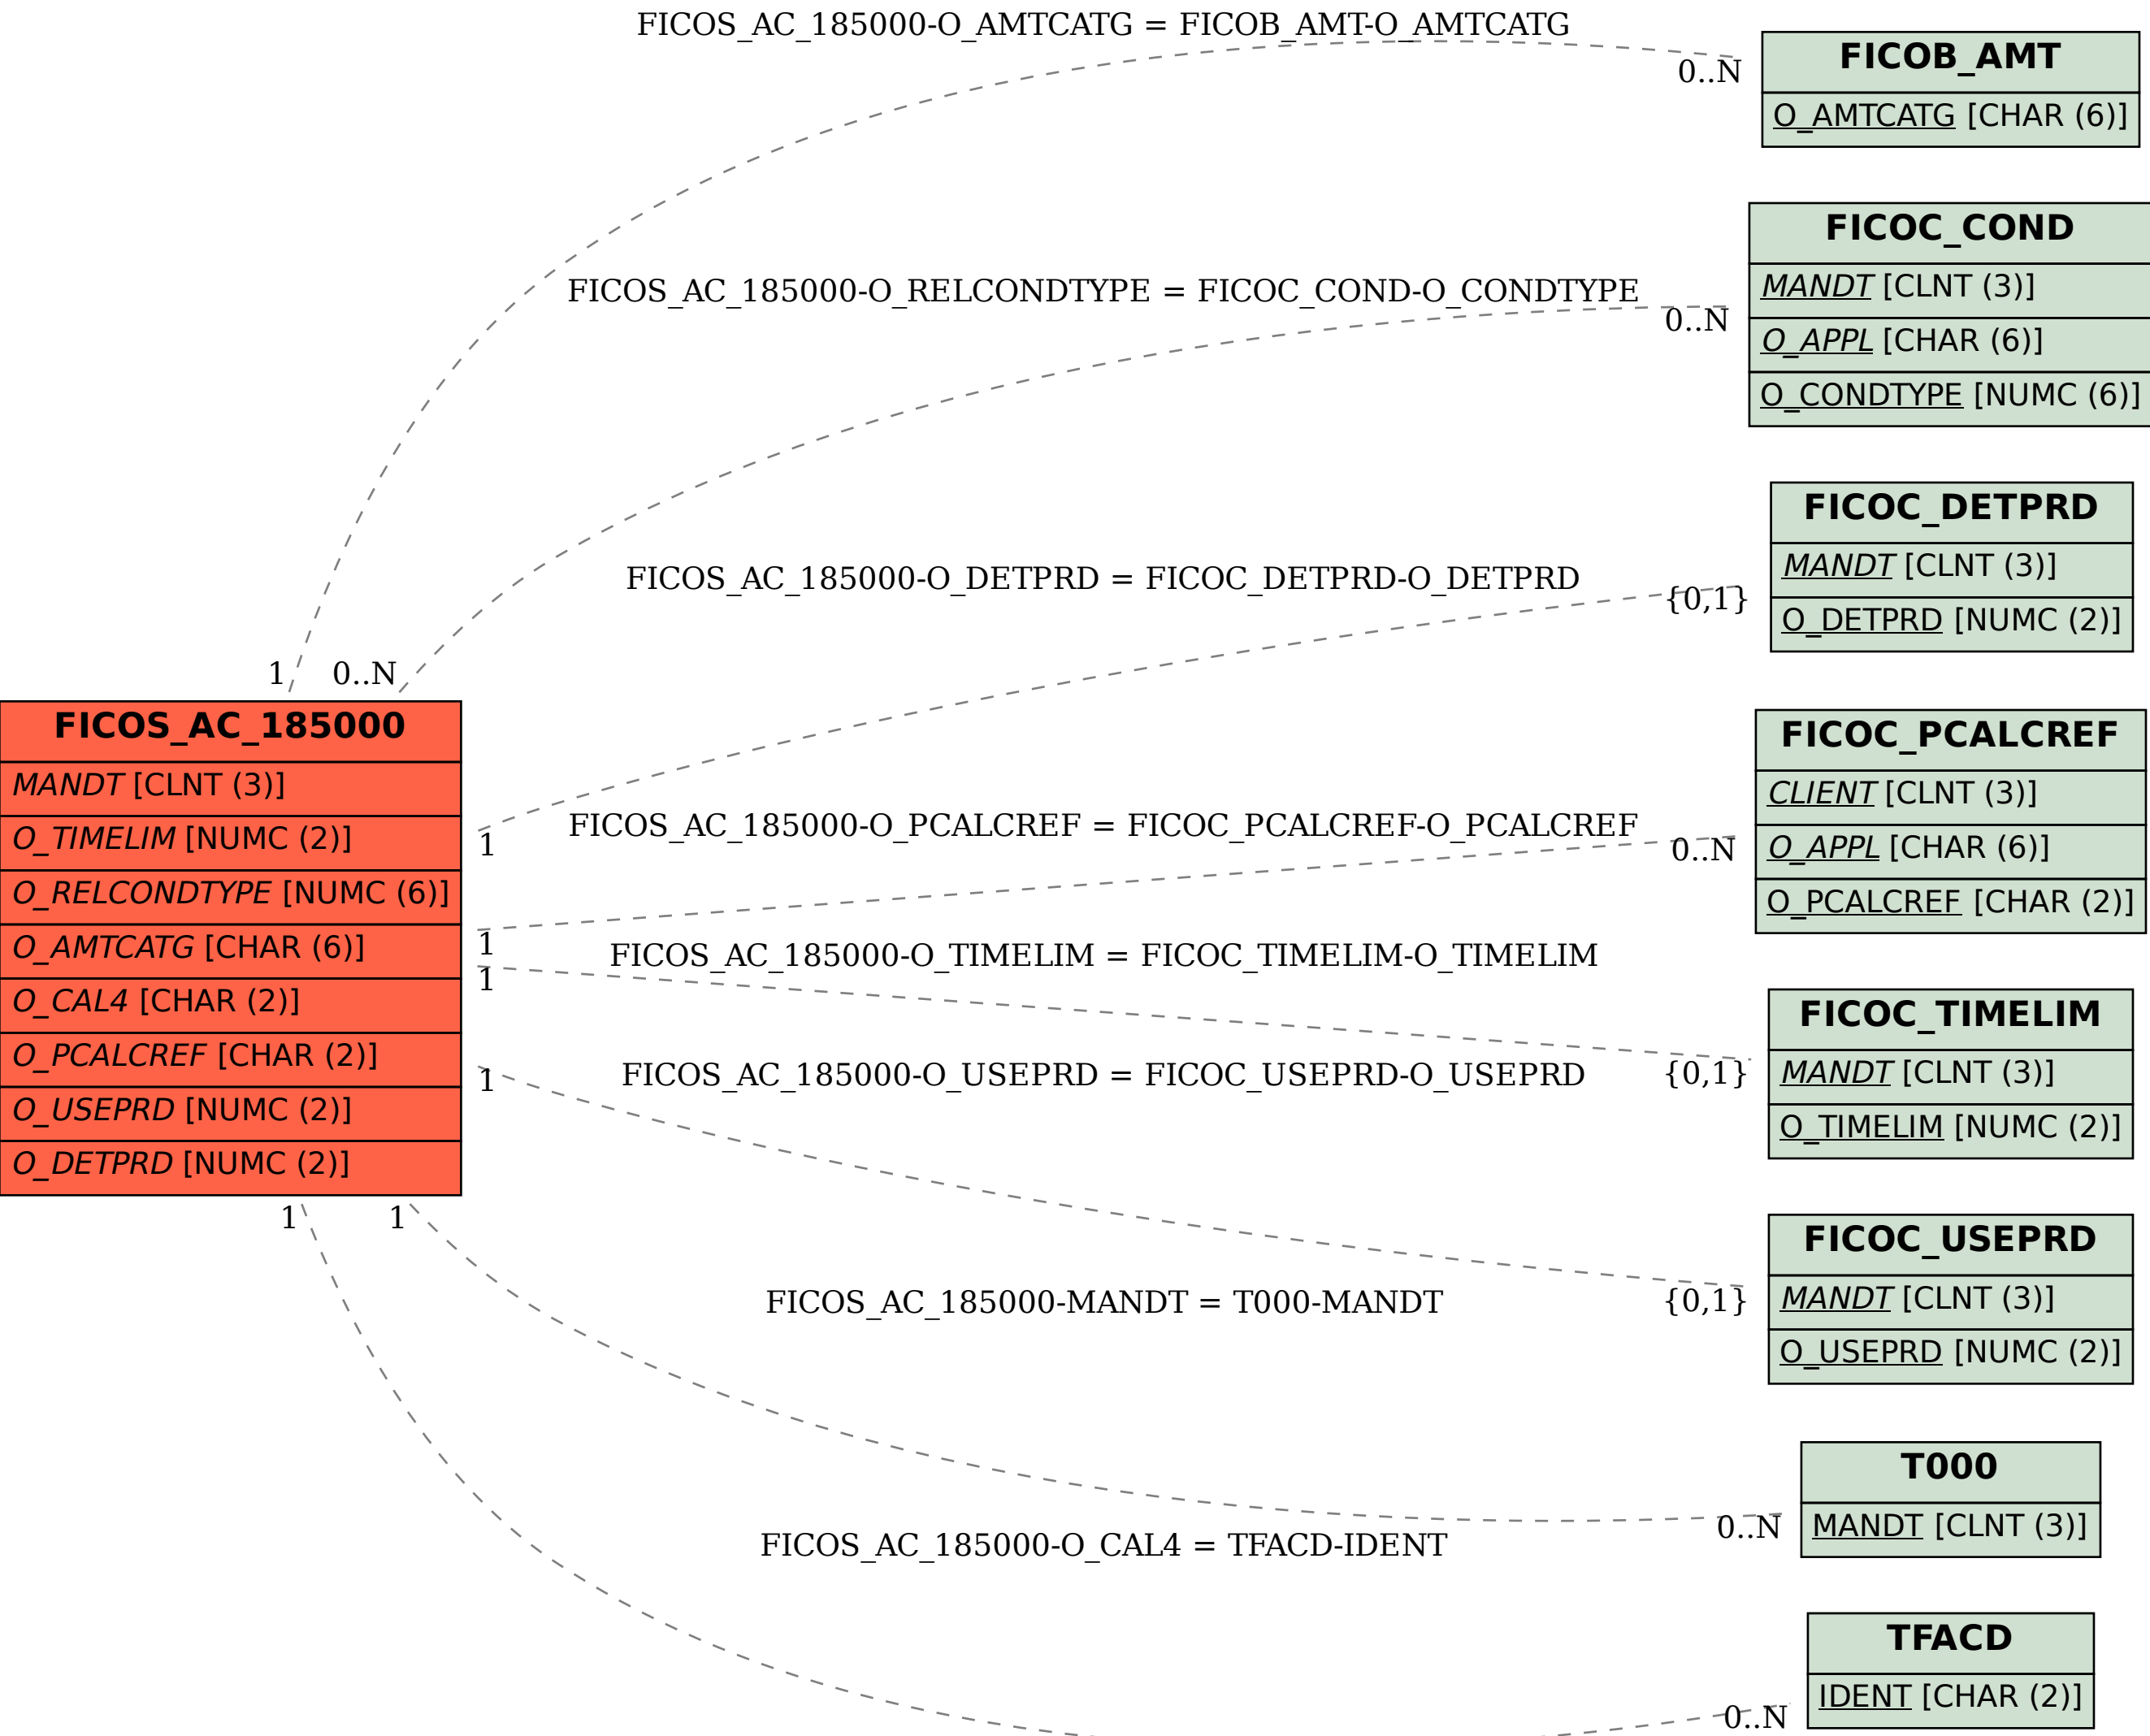 FICOS_AC_185000-O_AMTCATG = FICOB_AMT-O_AMTCATG
0..N
FICOB_AMT
O_AMTCATG [CHAR (6)]
FICOS_AC_185000-O_RELCONDTYPE = FICOC_COND-O_CONDTYPE
0..N
FICOC_COND
MANDT [CLNT (3)]
O_APPL [CHAR (6)]
O_CONDTYPE [NUMC (6)]
FICOS_AC_185000-O_DETPRD = FICOC_DETPRD-O_DETPRD
{0,1}
FICOC_DETPRD
MANDT [CLNT (3)]
O_DETPRD [NUMC (2)]
1
0..N
FICOS_AC_185000
MANDT [CLNT (3)]
O_TIMELIM [NUMC (2)]
O_RELCONDTYPE [NUMC (6)]
O_AMTCATG [CHAR (6)]
O_CAL4 [CHAR (2)]
O_PCALCREF [CHAR (2)]
O_USEPRD [NUMC (2)]
O_DETPRD [NUMC (2)]
1
FICOS_AC_185000-O_PCALCREF = FICOC_PCALCREF-O_PCALCREF
0..N
FICOC_PCALCREF
CLIENT [CLNT (3)]
O_APPL [CHAR (6)]
O_PCALCREF [CHAR (2)]
1
FICOS_AC_185000-O_TIMELIM = FICOC_TIMELIM-O_TIMELIM
1
{0,1}
FICOC_TIMELIM
MANDT [CLNT (3)]
O_TIMELIM [NUMC (2)]
FICOS_AC_185000-O_USEPRD = FICOC_USEPRD-O_USEPRD
1
{0,1}
FICOC_USEPRD
MANDT [CLNT (3)]
O_USEPRD [NUMC (2)]
1
1
FICOS_AC_185000-MANDT = T000-MANDT
0..N
T000
MANDT [CLNT (3)]
FICOS_AC_185000-O_CAL4 = TFACD-IDENT
0..N
TFACD
IDENT [CHAR (2)]